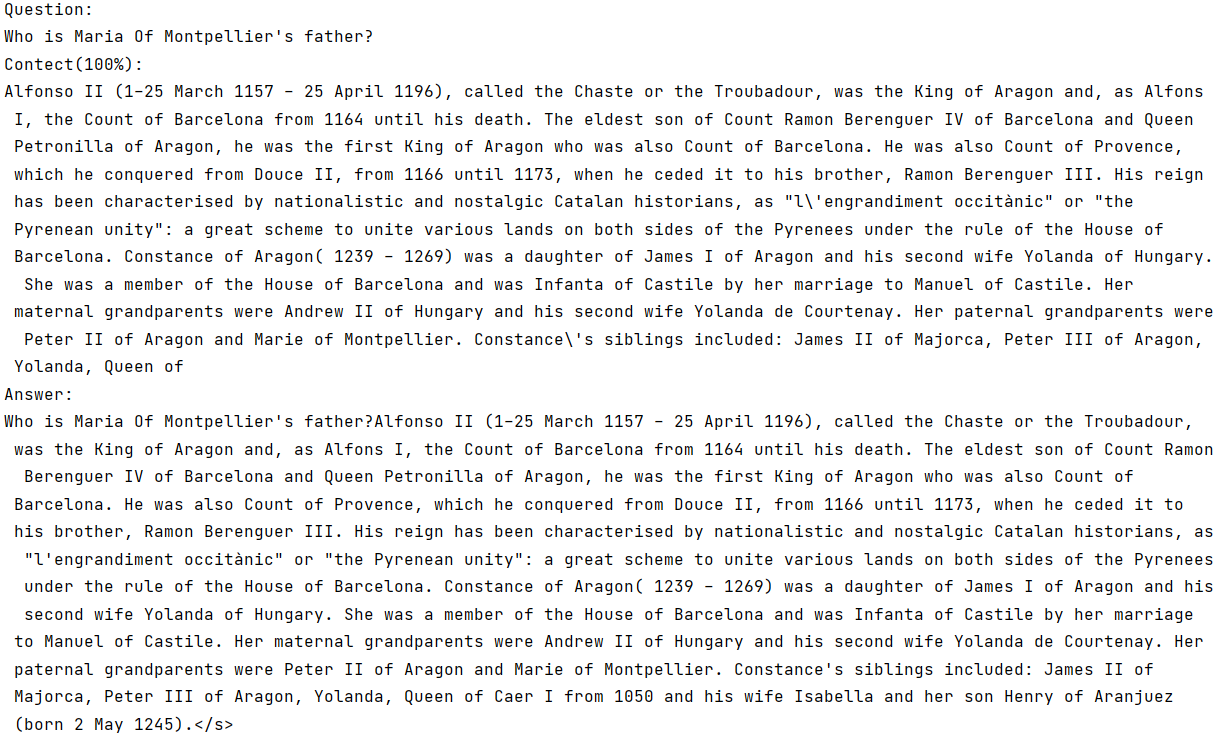 Question:
Who is Maria Of Montpellier's father?
Contect(100%):
Alfonso II (1–25 March 1157 – 25 April 1196), called the Chaste or the Troubadour, was the King of Aragon and, as Alfons
I, the Count of Barcelona from 1164 until his death. The eldest son of Count Ramon Berenguer IV of Barcelona and Queen
Petronilla of Aragon, he was the first King of Aragon who was also Count of Barcelona. He was also Count of Provence,
which he conquered from Douce II, from 1166 until 1173, when he ceded it to his brother, Ramon Berenguer III. His reign
has been characterised by nationalistic and nostalgic Catalan historians, as "l\'engrandiment occitànic" or "the
Pyrenean unity": a great scheme to unite various lands on both sides of the Pyrenees under the rule of the House of
Barcelona. Constance of Aragon( 1239 – 1269) was a daughter of James I of Aragon and his second wife Yolanda of Hungary.
She was a member of the House of Barcelona and was Infanta of Castile by her marriage to Manuel of Castile. Her
maternal grandparents were Andrew II of Hungary and his second wife Yolanda de Courtenay. Her paternal grandparents were
Peter II of Aragon and Marie of Montpellier. Constance\'s siblings included: James II of Majorca, Peter III of Aragon,
Yolanda, Queen of
Answer:
Who is Maria Of Montpellier's father?Alfonso II (1–25 March 1157 – 25 April 1196), called the Chaste or the Troubadour,
was the King of Aragon and, as Alfons I, the Count of Barcelona from 1164 until his death. The eldest son of Count Ramon
Berenguer IV of Barcelona and Queen Petronilla of Aragon, he was the first King of Aragon who was also Count of
Barcelona. He was also Count of Provence, which he conquered from Douce II, from 1166 until 1173, when he ceded it to
his brother, Ramon Berenguer III. His reign has been characterised by nationalistic and nostalgic Catalan historians, as
"l'engrandiment occitànic" or "the Pyrenean unity": a great scheme to unite various lands on both sides of the Pyrenees
under the rule of the House of Barcelona. Constance of Aragon( 1239 – 1269) was a daughter of James I of Aragon and his
second wife Yolanda of Hungary. She was a member of the House of Barcelona and was Infanta of Castile by her marriage
to Manuel of Castile. Her maternal grandparents were Andrew II of Hungary and his second wife Yolanda de Courtenay. Her
paternal grandparents were Peter II of Aragon and Marie of Montpellier. Constance's siblings included: James II of
Majorca, Peter III of Aragon, Yolanda, Queen of Caer I from 1050 and his wife Isabella and her son Henry of Aranjuez
(born 2 May 1245).</s>